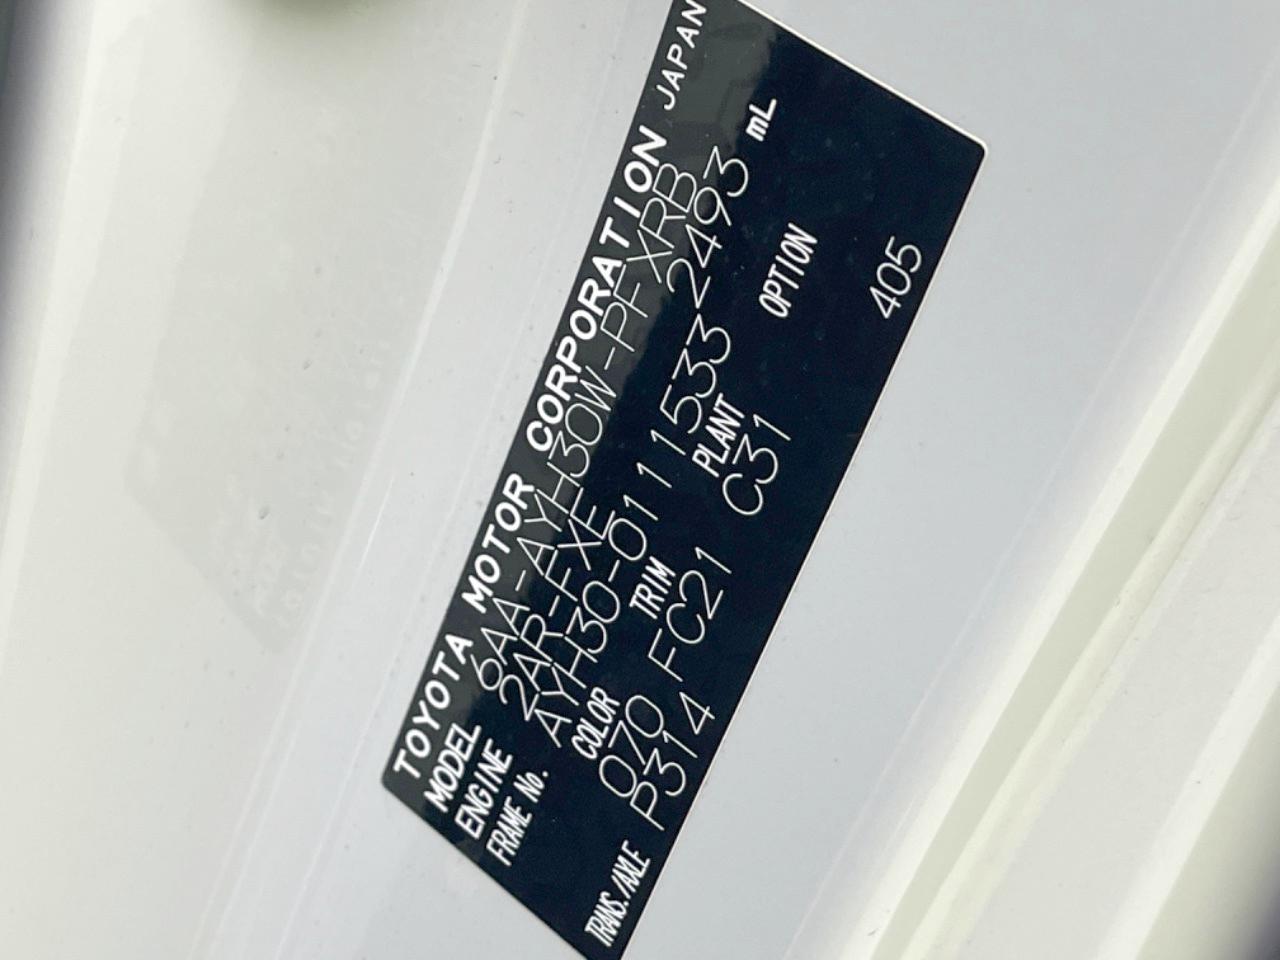 TOYOTA MOTOR CORPORATION JAPAN
MODEL 6AA-AYH30W-PFXRB
ENGINE 2AR-FXE 2493 mL
FRAME No. AYH30-0111533
COLOR TRIM PLANT OPTION
070 FC21 C31
TRANS./AXLE P314 405